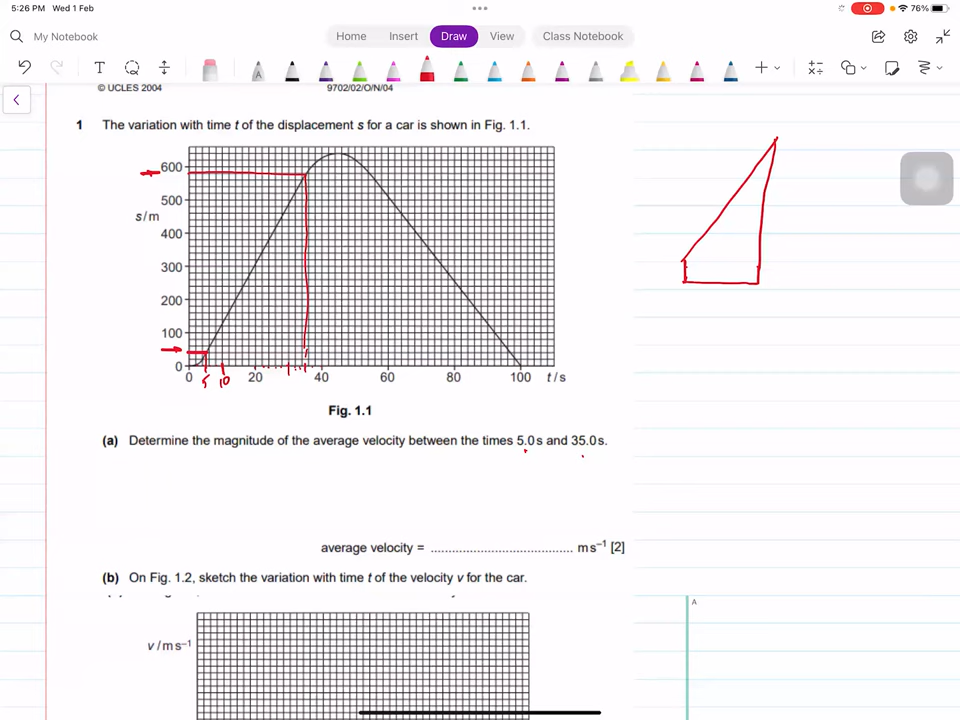 5:26 PM Wed 1 Feb
76%
My Notebook
Home Insert Draw View Class Notebook
T
A
© UCLES 2004 9702/02/O/N/04
1 The variation with time t of the displacement s for a car is shown in Fig. 1.1.
600
500
s/m
400
300
200
100
0
0 5 10 20 40 60 80 100 t/s
Fig. 1.1
(a) Determine the magnitude of the average velocity between the times 5.0s and 35.0s.
average velocity = ...................................... ms⁻¹ [2]
(b) On Fig. 1.2, sketch the variation with time t of the velocity v for the car.
A
v/ms⁻¹